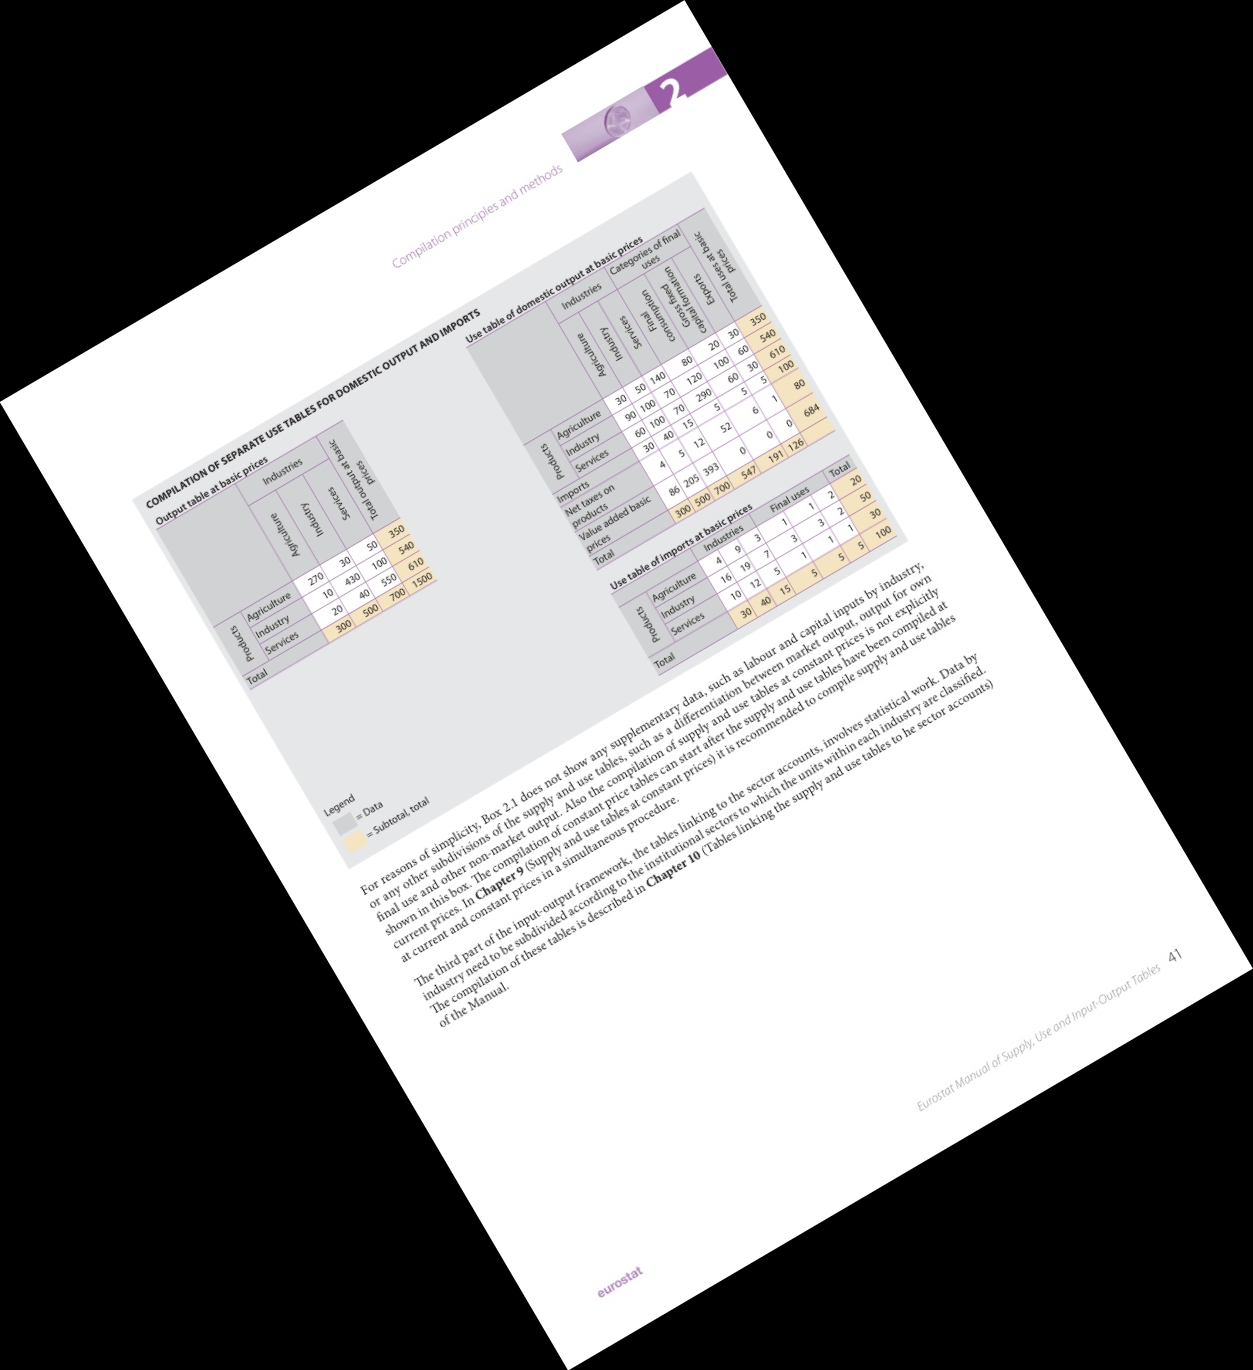 2
Compilation principles and methods
COMPILATION OF SEPARATE USE TABLES FOR DOMESTIC OUTPUT AND IMPORTS
Output table at basic prices
Industries
Agriculture
Industry
Services
Total output at basic
prices
Products
Agriculture 270 30 50 350
Industry 10 430 100 540
Services 20 40 550 610
Total 300 500 700 1500
Use table of domestic output at basic prices
Industries
Categories of final
uses
Agriculture
Industry
Services
Final
consumption
Gross fixed
capital formation
Exports
Total uses at basic
prices
Products
Agriculture 30 50 140 80 20 30 350
Industry 90 100 70 120 100 60 540
Services 60 100 70 290 60 30 610
Imports 30 40 15 5 5 5 100
Net taxes on
products 4 5 12 52 6 1 80
Value added basic
prices 86 205 393 0 0 0 684
Total 300 500 700 547 191 126
Use table of imports at basic prices
Industries Final uses Total
Products
Agriculture 4 9 3 1 1 2 20
Industry 16 19 7 3 3 2 50
Services 10 12 5 1 1 1 30
Total 30 40 15 5 5 5 100
Legend
= Data
= Subtotal, total
For reasons of simplicity, Box 2.1 does not show any supplementary data, such as labour and capital inputs by industry,
or any other subdivisions of the supply and use tables, such as a differentiation between market output, output for own
final use and other non-market output. Also the compilation of supply and use tables at constant prices is not explicitly
shown in this box. The compilation of constant price tables can start after the supply and use tables have been compiled at
current prices. In Chapter 9 (Supply and use tables at constant prices) it is recommended to compile supply and use tables
at current and constant prices in a simultaneous procedure.
The third part of the input-output framework, the tables linking to the sector accounts, involves statistical work. Data by
industry need to be subdivided according to the institutional sectors to which the units within each industry are classified.
The compilation of these tables is described in Chapter 10 (Tables linking the supply and use tables to he sector accounts)
of the Manual.
Eurostat Manual of Supply, Use and Input-Output Tables 41
eurostat